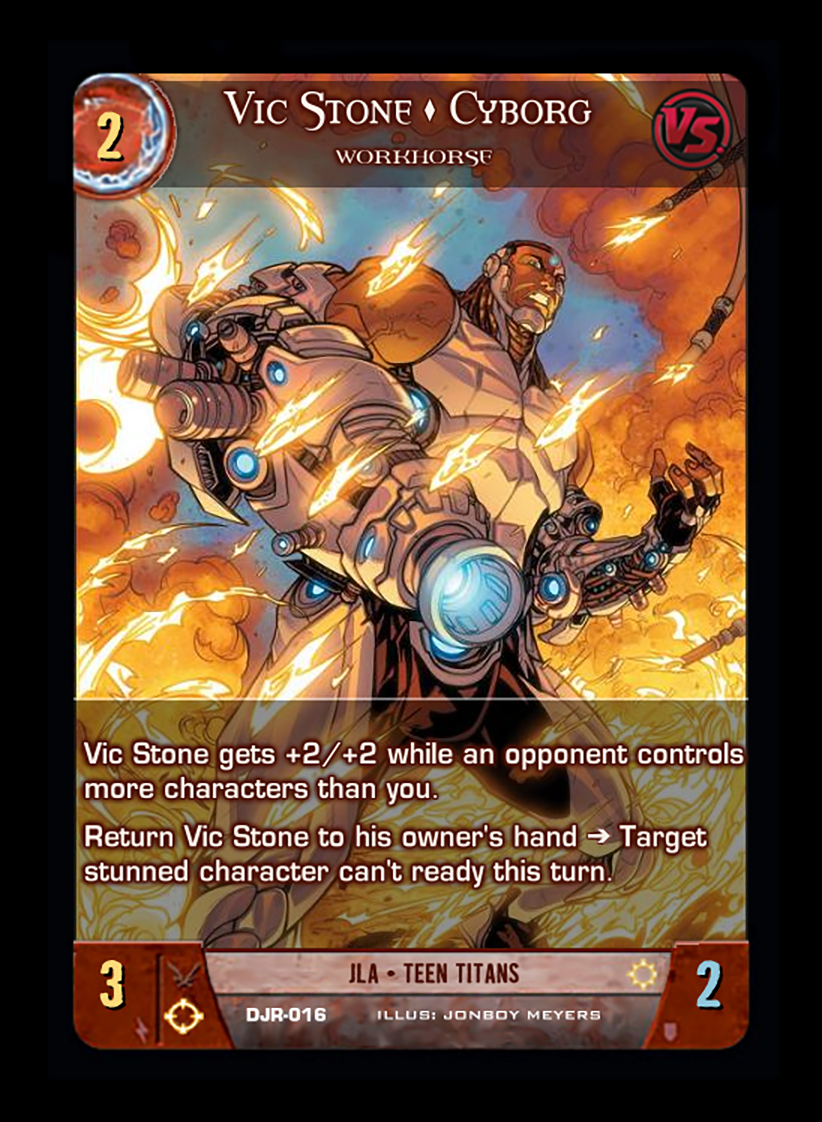 2
Vic Stone ♦ Cyborg
VS.
WORKHORSE
Vic Stone gets +2/+2 while an opponent controls
more characters than you.
Return Vic Stone to his owner's hand ➔ Target
stunned character can't ready this turn.
3
JLA • TEEN TITANS
2
DJR-016 ILLUS: JONBOY MEYERS